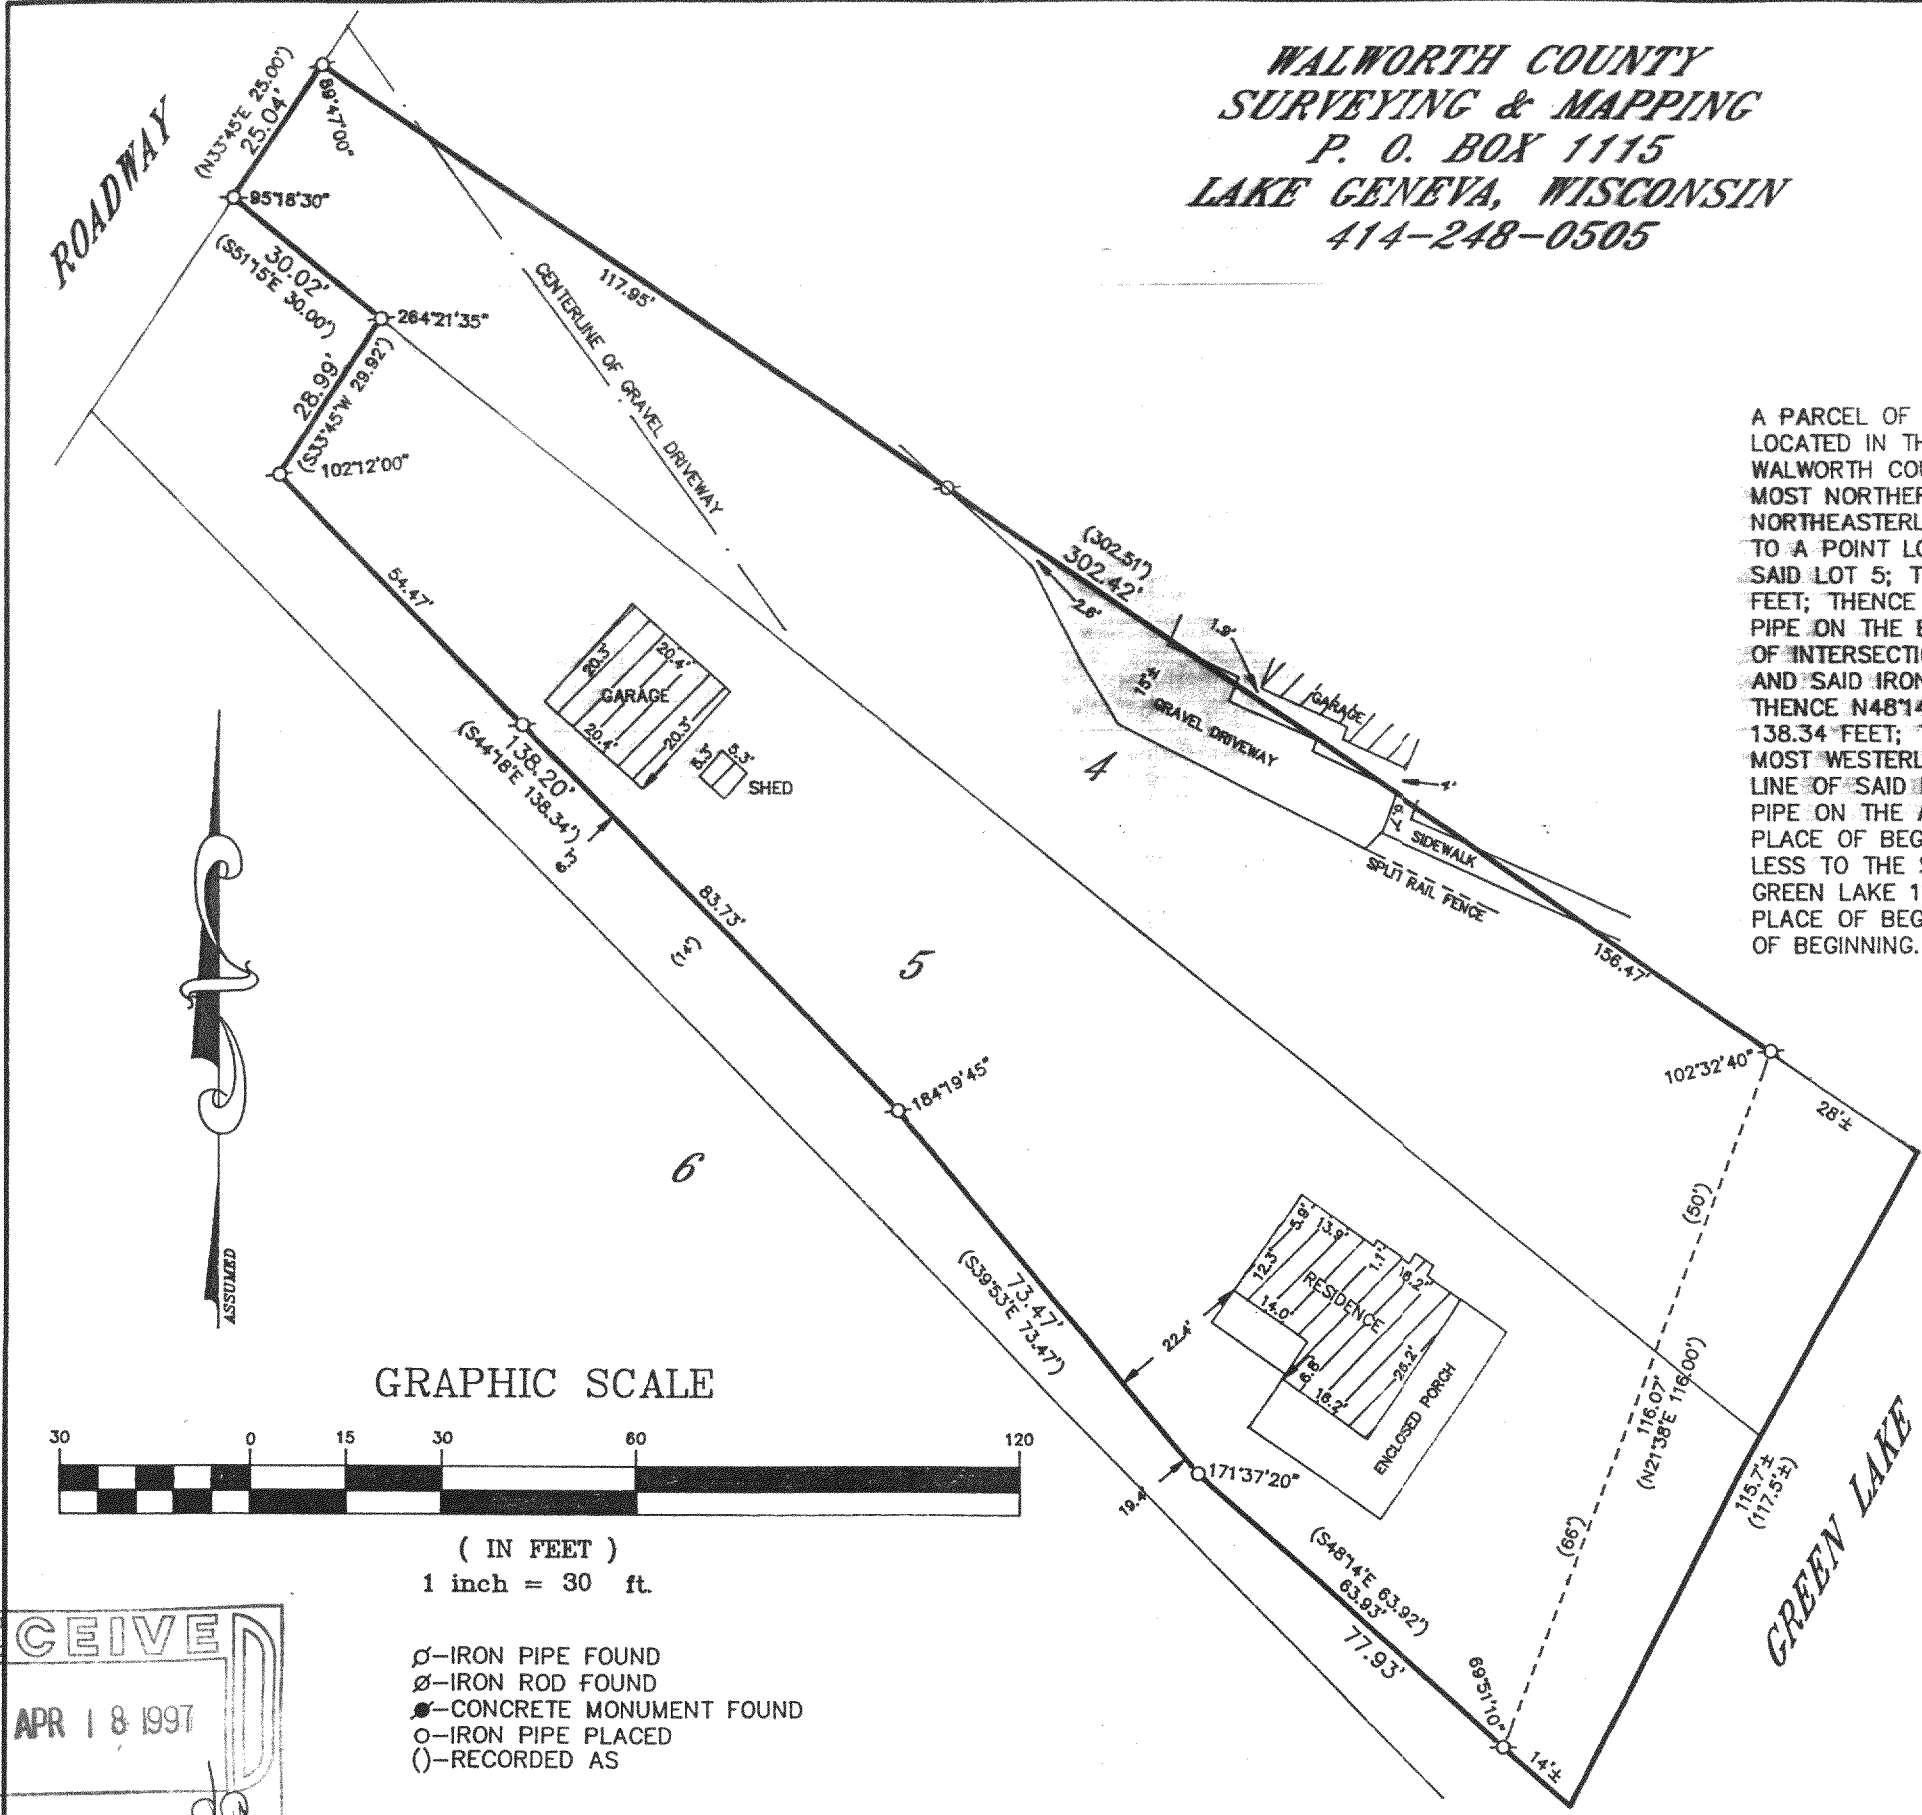 WALWORTH COUNTY
SURVEYING & MAPPING
P. O. BOX 1115
LAKE GENEVA, WISCONSIN
414-248-0505
ROADWAY
(N33°45'E 25.00')
25.04'
89°47'00"
95°18'30"
30.02'
(S51°15'E 30.00')
264°21'35"
28.99'
(S33°45'W 29.92')
102°12'00"
117.95'
CENTERLINE OF GRAVEL DRIVEWAY
54.47'
(302.51')
302.42'
2.6'
1.9'
15'±
GRAVEL DRIVEWAY
GARAGE
4'
SIDEWALK
SPLIT RAIL FENCE
4
20.3'
20.4'
GARAGE
20.4'
20.3'
5.3'
5.3'
SHED
138.20'
(S44°18'E 138.34')
6.3'
83.73'
(14')
5
6
156.47'
102°32'40"
28'±
184°19'45"
(50')
73.47'
(S39°53'E 73.47')
22.4'
5.9'
13.9'
12.3'
1.1'
16.2'
RESIDENCE
14.0'
6.8'
16.2'
25.2'
ENCLOSED PORCH
116.07'
(N21°38'E 116.00')
115.7'±
(117.5'±)
(66')
GREEN LAKE
171°37'20"
19.4'
(S48°14'E 63.92')
63.93'
77.93'
69°51'10"
14'±
A PARCEL OF
LOCATED IN TH
WALWORTH COU
MOST NORTHER
NORTHEASTERL
TO A POINT LO
SAID LOT 5; T
FEET; THENCE
PIPE ON THE E
OF INTERSECTI
AND SAID IRON
THENCE N48°14
138.34 FEET; T
MOST WESTERL
LINE OF SAID
PIPE ON THE A
PLACE OF BEG
LESS TO THE S
GREEN LAKE 1
PLACE OF BEG
OF BEGINNING.
ASSUMED
GRAPHIC SCALE
30 0 15 30 60 120
( IN FEET )
1 inch = 30 ft.
Ø-IRON PIPE FOUND
Ø-IRON ROD FOUND
●-CONCRETE MONUMENT FOUND
O-IRON PIPE PLACED
()-RECORDED AS
CEIVED
APR 18 1997